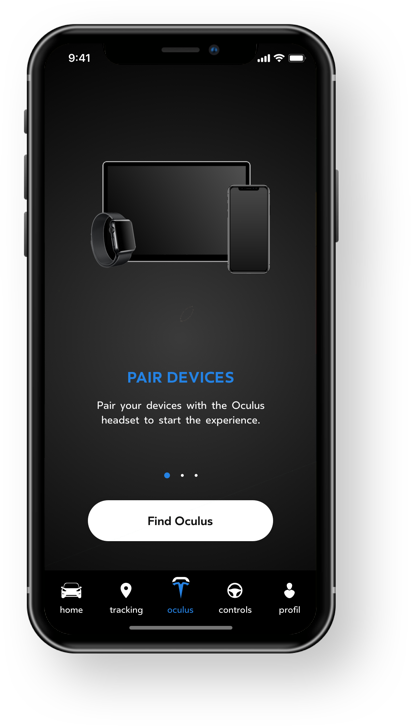 9:41
PAIR DEVICES
Pair your devices with the Oculus
headset to start the experience.
Find Oculus
home tracking oculus controls profil